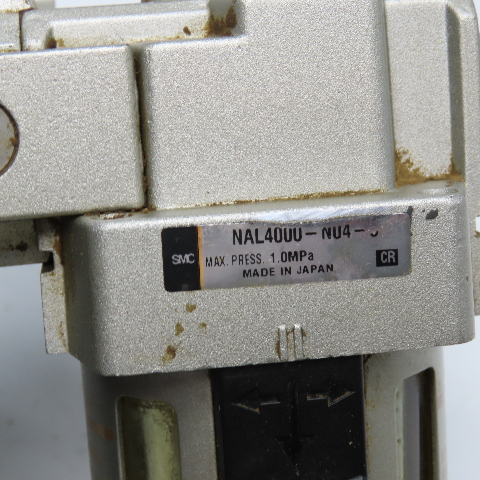 NAL4000-N04-
SMC MAX. PRESS. 1.0MPa CR
MADE IN JAPAN